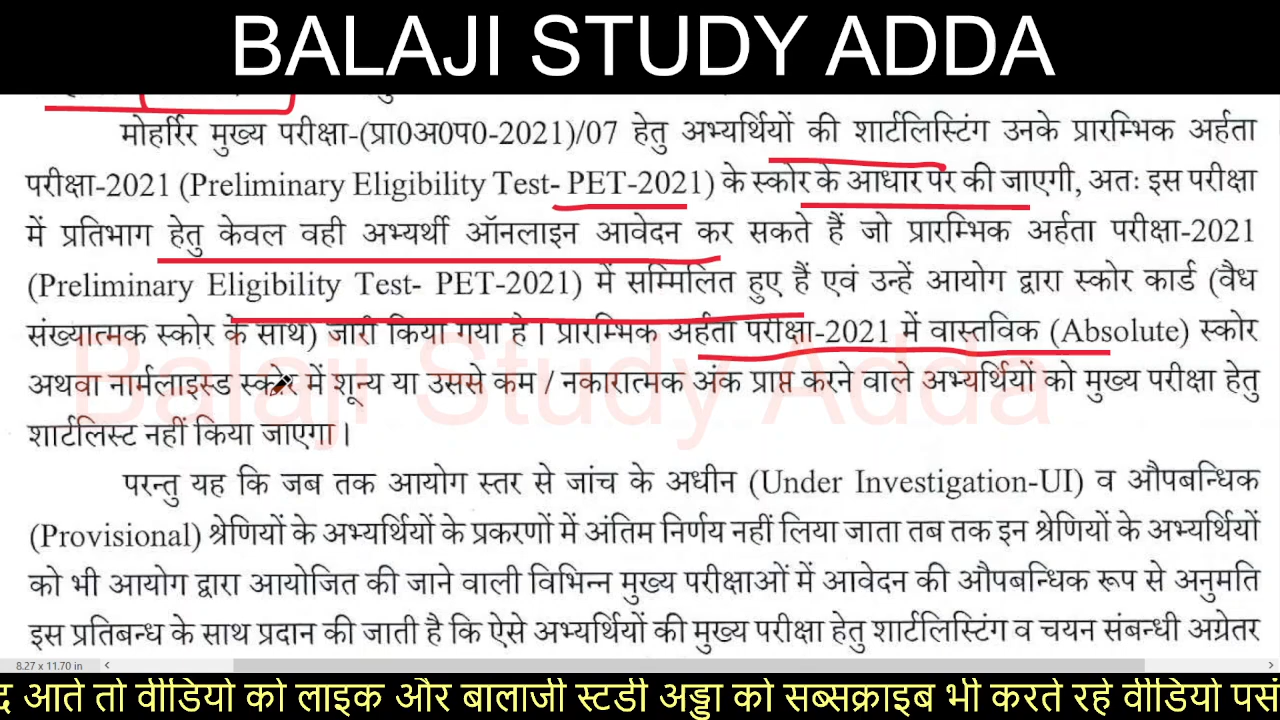 BALAJI STUDY ADDA
मोहर्रिर मुख्य परीक्षा-(प्रा0अ0प0-2021)/07 हेतु अभ्यर्थियों की शार्टलिस्टिंग उनके प्रारम्भिक अर्हता
परीक्षा-2021 (Preliminary Eligibility Test- PET-2021) के स्कोर के आधार पर की जाएगी, अतः इस परीक्षा
में प्रतिभाग हेतु केवल वही अभ्यर्थी ऑनलाइन आवेदन कर सकते हैं जो प्रारम्भिक अर्हता परीक्षा-2021
(Preliminary Eligibility Test- PET-2021) में सम्मिलित हुए हैं एवं उन्हें आयोग द्वारा स्कोर कार्ड (वैध
संख्यात्मक स्कोर के साथ) जारी किया गया है। प्रारम्भिक अर्हता परीक्षा-2021 में वास्तविक (Absolute) स्कोर
अथवा नार्मलाइस्ड स्कोर में शून्य या उससे कम / नकारात्मक अंक प्राप्त करने वाले अभ्यर्थियों को मुख्य परीक्षा हेतु
शार्टलिस्ट नहीं किया जाएगा।
Balaji Study Adda
परन्तु यह कि जब तक आयोग स्तर से जांच के अधीन (Under Investigation-UI) व औपबन्धिक
(Provisional) श्रेणियों के अभ्यर्थियों के प्रकरणों में अंतिम निर्णय नहीं लिया जाता तब तक इन श्रेणियों के अभ्यर्थियों
को भी आयोग द्वारा आयोजित की जाने वाली विभिन्न मुख्य परीक्षाओं में आवेदन की औपबन्धिक रूप से अनुमति
इस प्रतिबन्ध के साथ प्रदान की जाती है कि ऐसे अभ्यर्थियों की मुख्य परीक्षा हेतु शार्टलिस्टिंग व चयन संबन्धी अग्रेतर
8.27 x 11.70 in
आते तो वीडियो को लाइक और बालाजी स्टडी अड्डा को सब्सक्राइब भी करते रहे वीडियो